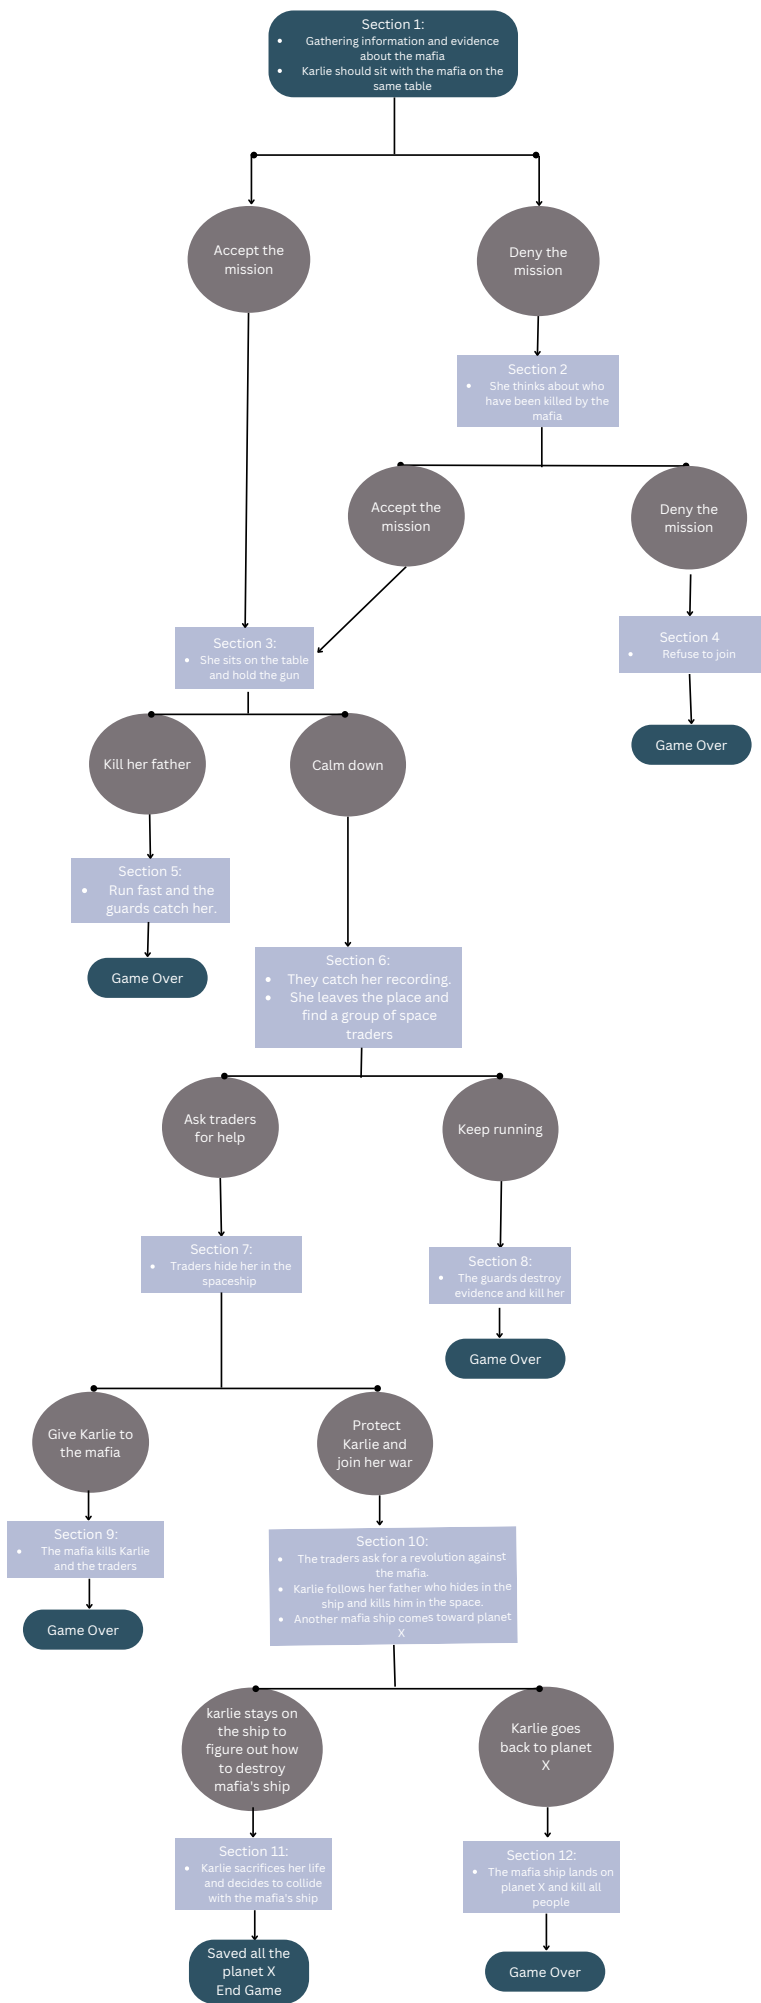 Section 1:
• Gathering information and evidence
about the mafia
• Karlie should sit with the mafia on the
same table
Accept the
mission
Deny the
mission
Section 2
• She thinks about who
have been killed by the
mafia
Accept the
mission
Deny the
mission
Section 3:
• She sits on the table
and hold the gun
Section 4
• Refuse to join
Kill her father
Calm down
Game Over
Section 5:
• Run fast and the
guards catch her.
Game Over
Section 6:
• They catch her recording.
• She leaves the place and
find a group of space
traders
Ask traders
for help
Keep running
Section 7:
• Traders hide her in the
spaceship
Section 8:
• The guards destroy
evidence and kill her
Game Over
Give Karlie to
the mafia
Protect
Karlie and
join her war
Section 9:
• The mafia kills Karlie
and the traders
Game Over
Section 10:
• The traders ask for a revolution against
the mafia.
• Karlie follows her father who hides in the
ship and kills him in the space.
• Another mafia ship comes toward planet
X
karlie stays on
the ship to
figure out how
to destroy
mafia's ship
Karlie goes
back to planet
X
Section 11:
• Karlie sacrifices her life
and decides to collide
with the mafia's ship
Section 12:
• The mafia ship lands on
planet X and kill all
people
Saved all the
planet X
End Game
Game Over